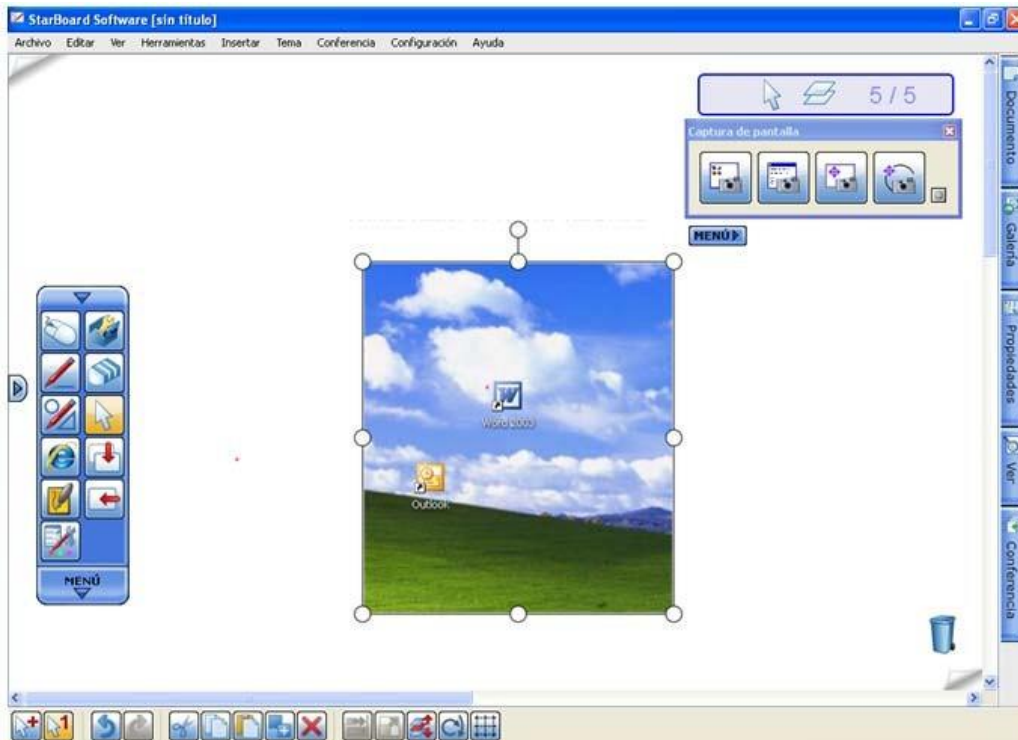 StarBoard Software [sin título]
Archivo Editar Ver Herramientas Insertar Tema Conferencia Configuración Ayuda
5 / 5
Captura de pantalla
MENÚ
Word 2003
Outlook
MENÚ
Documento
Galería
Propiedades
Ver
Conferencia
1